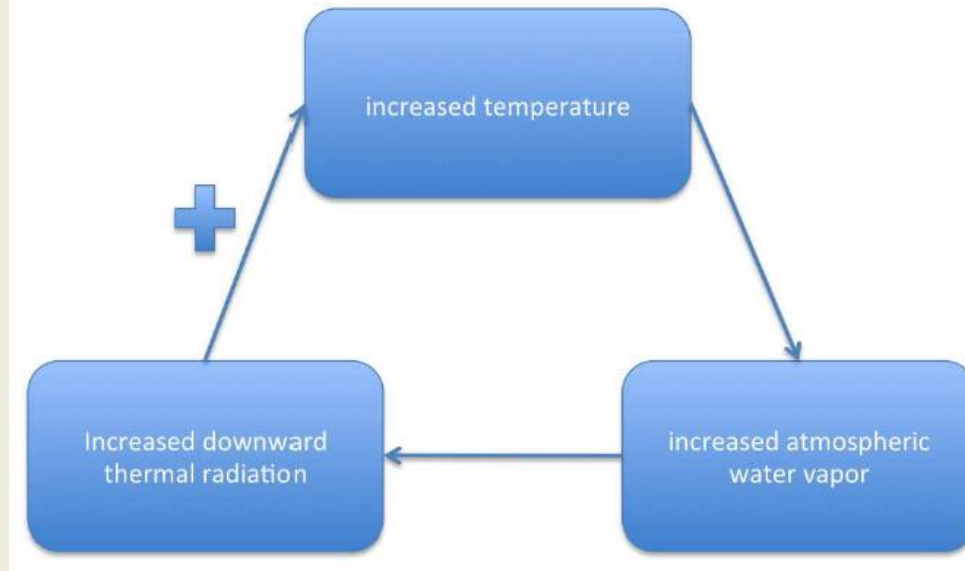 increased temperature
Increased downward
thermal radiation
increased atmospheric
water vapor